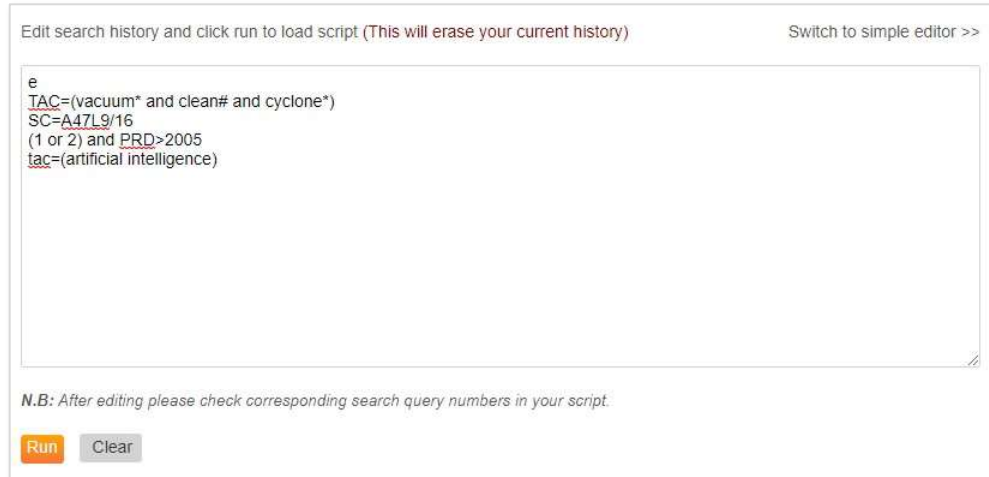 Edit search history and click run to load script (This will erase your current history)
Switch to simple editor >>
e
TAC=(vacuum* and clean# and cyclone*)
SC=A47L9/16
(1 or 2) and PRD>2005
tac=(artificial intelligence)
N.B: After editing please check corresponding search query numbers in your script.
Run
Clear